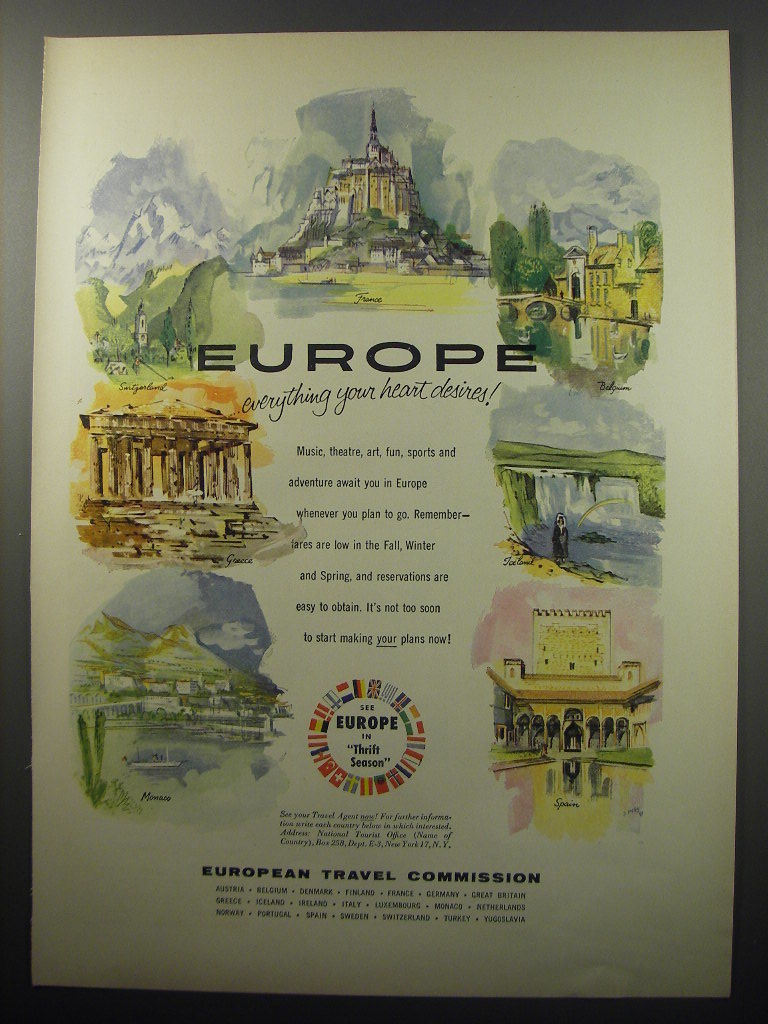 France
Switzerland
Belgium
EUROPE
everything your heart desires!
Music, theatre, art, fun, sports and
adventure await you in Europe
whenever you plan to go. Remember—
fares are low in the Fall, Winter
and Spring, and reservations are
easy to obtain. It's not too soon
to start making your plans now!
Greece
Iceland
Monaco
Spain
SEE
EUROPE
IN
"Thrift
Season"
See your Travel Agent now! For further informa-
tion write each country below in which interested.
Address: National Tourist Office (Name of
Country), Box 258, Dept. E-3, New York 17, N.Y.
EUROPEAN TRAVEL COMMISSION
AUSTRIA • BELGIUM • DENMARK • FINLAND • FRANCE • GERMANY • GREAT BRITAIN
GREECE • ICELAND • IRELAND • ITALY • LUXEMBOURG • MONACO • NETHERLANDS
NORWAY • PORTUGAL • SPAIN • SWEDEN • SWITZERLAND • TURKEY • YUGOSLAVIA